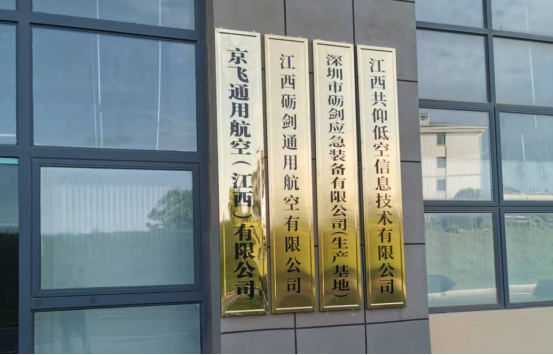 京飞通用航空（江西）有限公司
江西砺剑通用航空有限公司
深圳市砺剑应急装备有限公司（生产基地）
江西共仰低空信息技术有限公司